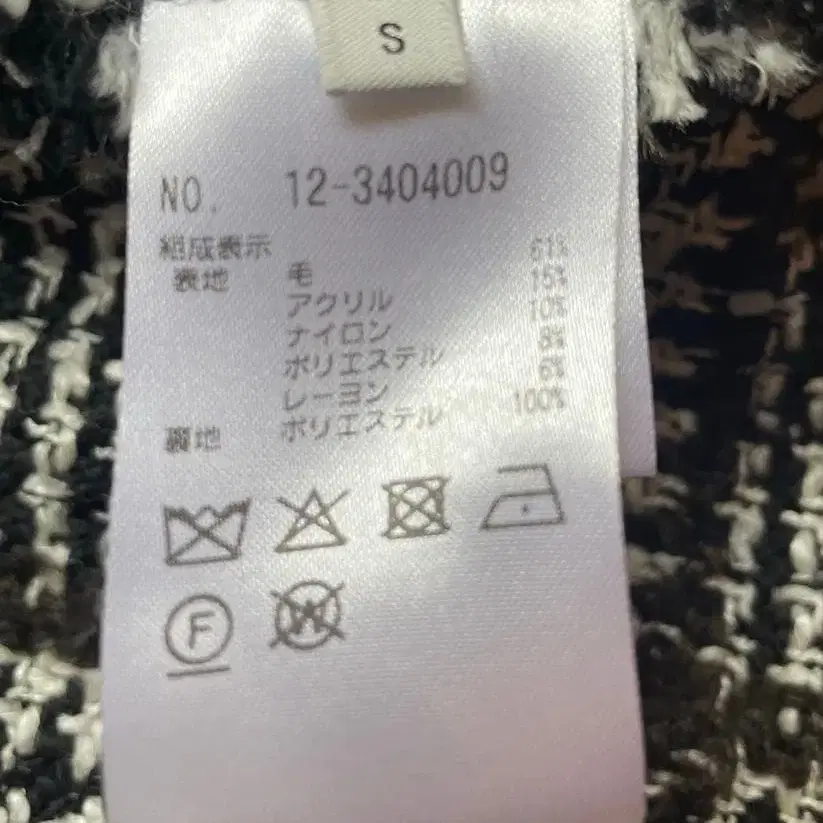 S
NO. 12-3404009
組成表示
表地 毛 61%
アクリル 15%
ナイロン 10%
ポリエステル 9%
レーヨン 6%
裏地 ポリエステル 100%
F
W